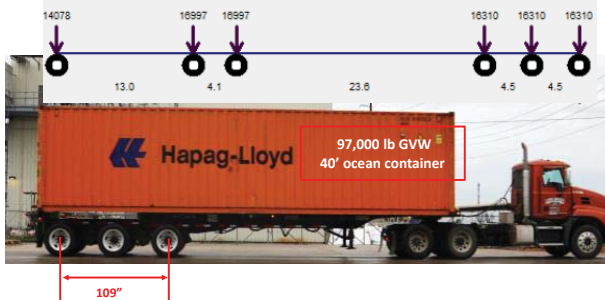 14078 16997 16997 16310 16310 16310
13.0 4.1 23.6 4.5 4.5
Hapag-Lloyd
97,000 lb GVW
40' ocean container
109"